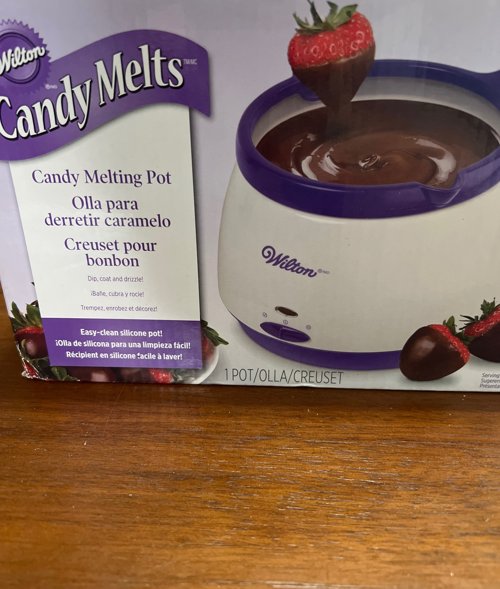 Wilton
Candy Melts™/MC
Candy Melting Pot
Olla para
derretir caramelo
Creuset pour
bonbon
Dip, coat and drizzle!
¡Bañe, cubra y rocíe!
Trempez, enrobez et décorez!
Easy-clean silicone pot!
¡Olla de silicona para una limpieza fácil!
Récipient en silicone facile à laver!
Wilton
1 POT/OLLA/CREUSET
Serving